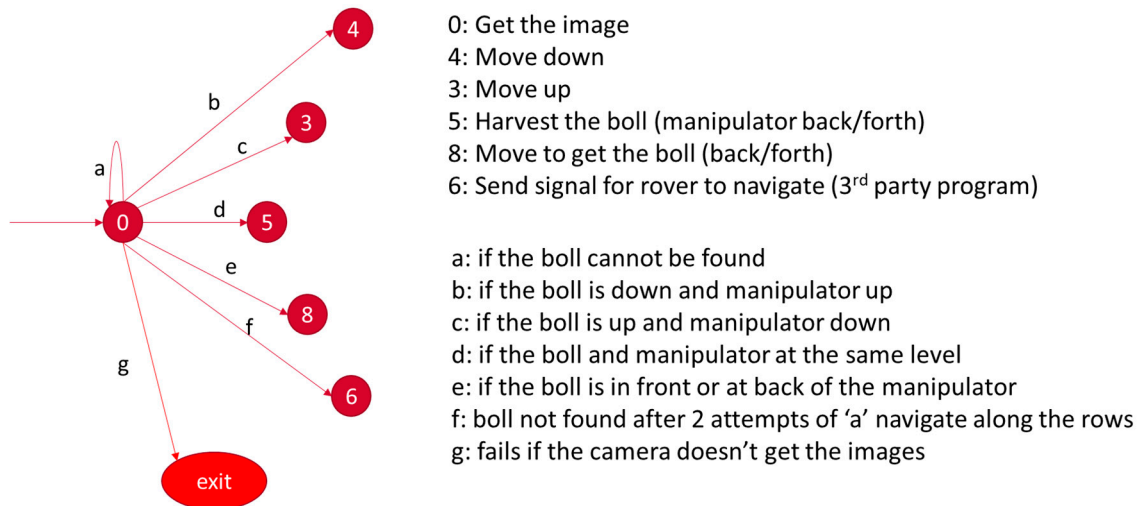 4
b
3
c
a
0
d
5
e
8
f
g
6
exit
0: Get the image
4: Move down
3: Move up
5: Harvest the boll (manipulator back/forth)
8: Move to get the boll (back/forth)
6: Send signal for rover to navigate (3rd party program)
a: if the boll cannot be found
b: if the boll is down and manipulator up
c: if the boll is up and manipulator down
d: if the boll and manipulator at the same level
e: if the boll is in front or at back of the manipulator
f: boll not found after 2 attempts of ‘a’ navigate along the rows
g: fails if the camera doesn’t get the images